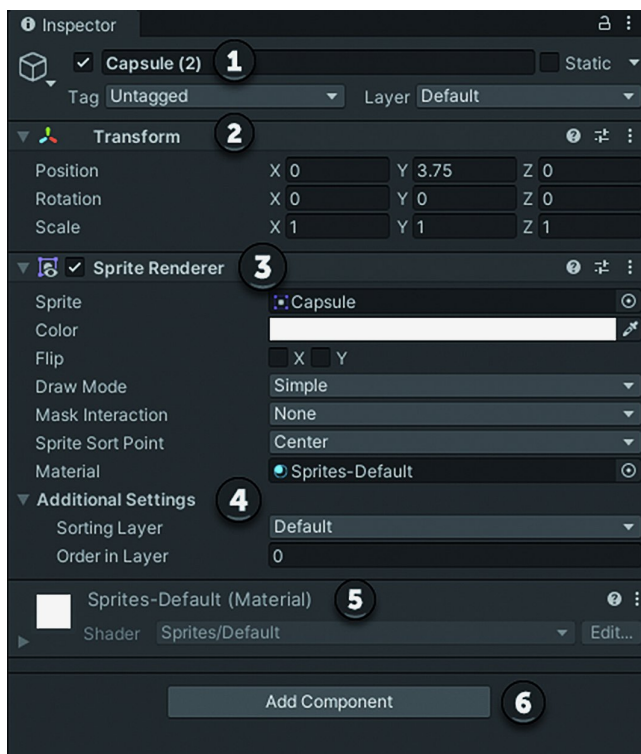 Inspector
Capsule (2) 1 Static
Tag Untagged Layer Default
Transform 2
Position X 0 Y 3.75 Z 0
Rotation X 0 Y 0 Z 0
Scale X 1 Y 1 Z 1
Sprite Renderer 3
Sprite Capsule
Color
Flip X Y
Draw Mode Simple
Mask Interaction None
Sprite Sort Point Center
Material Sprites-Default
Additional Settings 4
Sorting Layer Default
Order in Layer 0
Sprites-Default (Material) 5
Shader Sprites/Default Edit...
Add Component 6